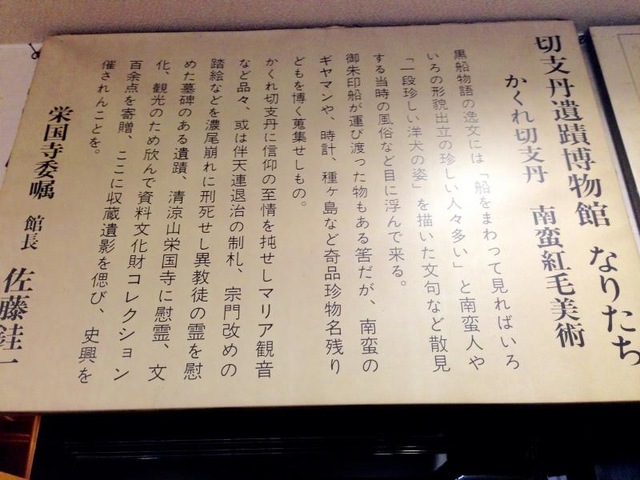 切支丹遺蹟博物館 なりたち
かくれ切支丹 南蛮紅毛美術
黒船物語の逸文には「船をまわって見ればいろ
いろの形貌出立の珍しい人々多い」と南蛮人や
「一段珍しい洋犬の姿」を描いた文句など散見
する当時の風俗など目に浮んで来る。
御朱印船が運び渡った物もある筈だが、南蛮の
ギヤマンや、時計、種ヶ島など奇品珍物名残り
どもを博く蒐集せしもの。
かくれ切支丹に信仰の至情を託せしマリア観音
など品々、或は伴天連退治の制札、宗門改めの
踏絵などを濃尾崩れに刑死せし異教徒の霊を慰
めた墓碑のある遺蹟、清涼山栄国寺に慰霊、文
化、観光のため欣んで資料文化財コレクション
百余点を寄贈、ここに収蔵遺影を偲び、史興を
催されんことを。
栄国寺委嘱 館長 佐藤鈺一